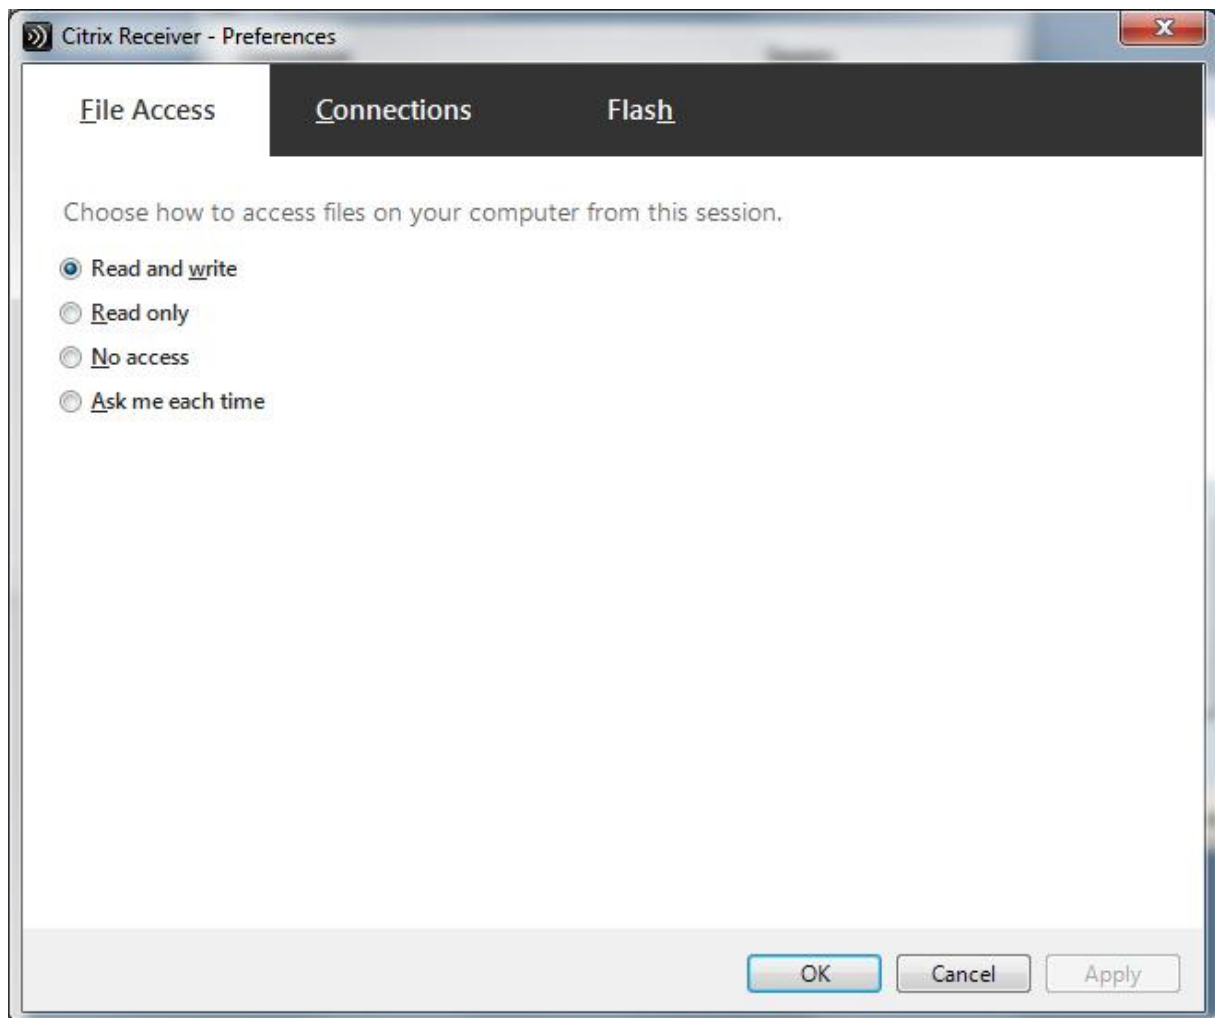 Citrix Receiver - Preferences
File Access Connections Flash
Choose how to access files on your computer from this session.
Read and write
Read only
No access
Ask me each time
OK Cancel Apply